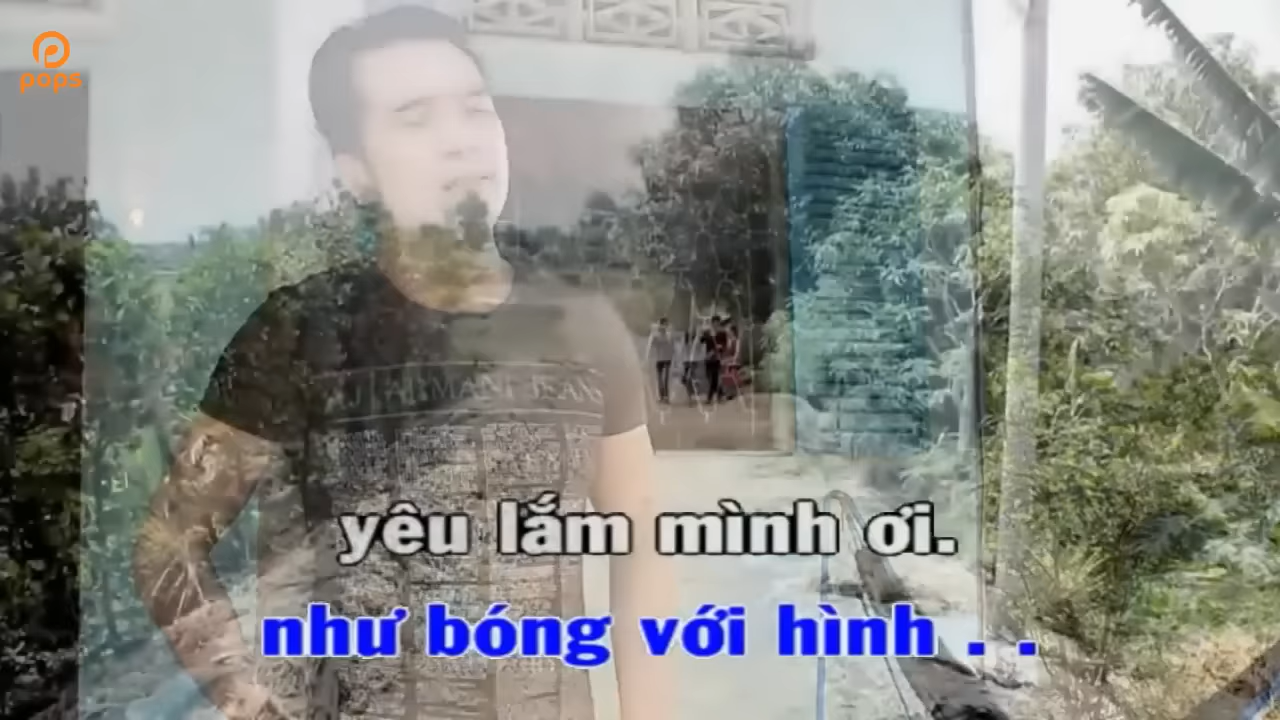 pops
yêu lắm mình ơi.
như bóng với hình . .